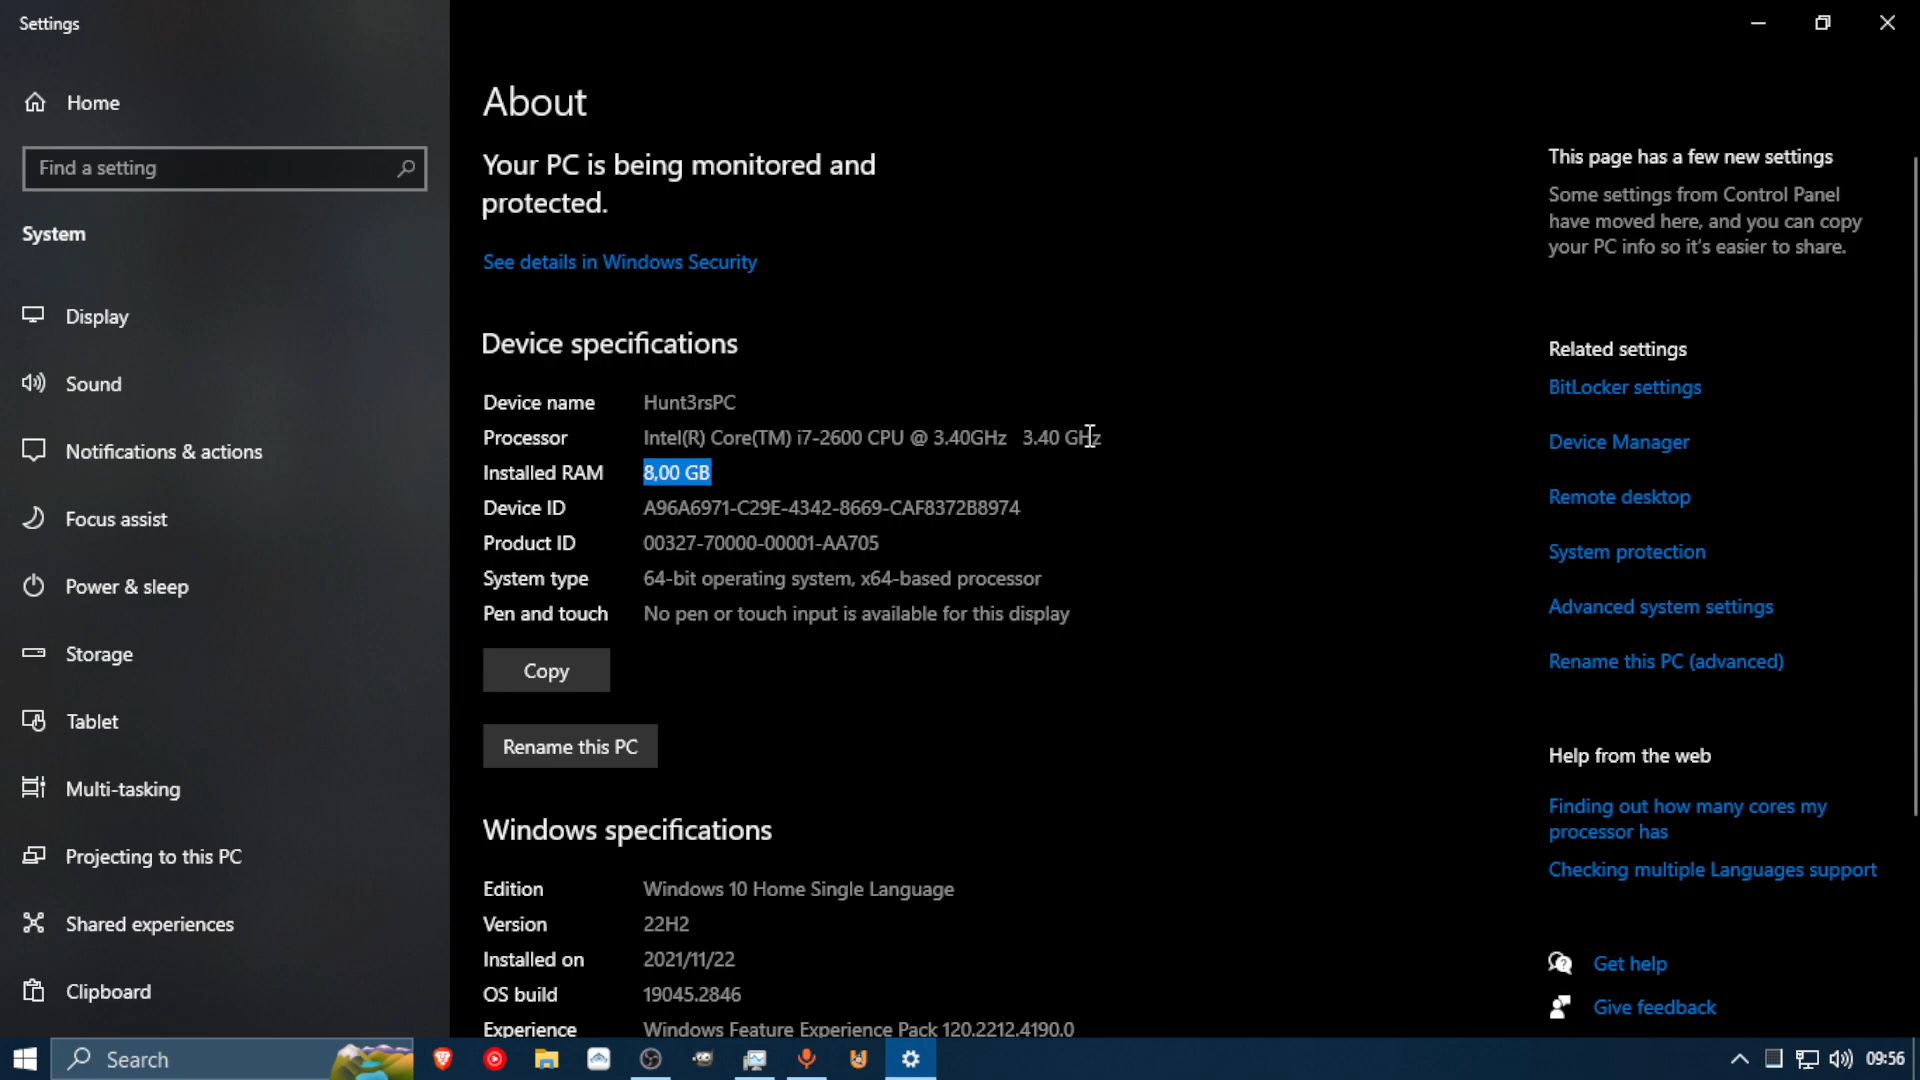 Settings
Home
Find a setting
System
Display
Sound
Notifications & actions
Focus assist
Power & sleep
Storage
Tablet
Multi-tasking
Projecting to this PC
Shared experiences
Clipboard
About
Your PC is being monitored and
protected.
See details in Windows Security
Device specifications
Device name Hunt3rsPC
Processor Intel(R) Core(TM) i7-2600 CPU @ 3.40GHz 3.40 GHz
Installed RAM 8,00 GB
Device ID A96A6971-C29E-4342-8669-CAF8372B8974
Product ID 00327-70000-00001-AA705
System type 64-bit operating system, x64-based processor
Pen and touch No pen or touch input is available for this display
Copy
Rename this PC
Windows specifications
Edition Windows 10 Home Single Language
Version 22H2
Installed on 2021/11/22
OS build 19045.2846
Experience Windows Feature Experience Pack 120.2212.4190.0
This page has a few new settings
Some settings from Control Panel
have moved here, and you can copy
your PC info so it's easier to share.
Related settings
BitLocker settings
Device Manager
Remote desktop
System protection
Advanced system settings
Rename this PC (advanced)
Help from the web
Finding out how many cores my
processor has
Checking multiple Languages support
Get help
Give feedback
Search
09:56